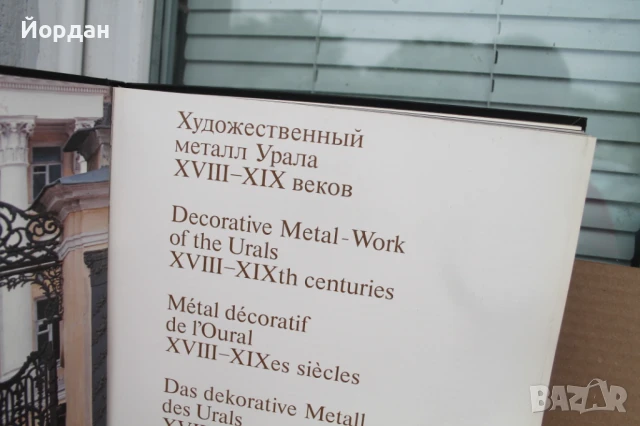 Йордан
Художественный
металл Урала
XVIII–XIX веков
Decorative Metal-Work
of the Urals
XVIII–XIXth centuries
Métal décoratif
de l'Oural
XVIII–XIXes siècles
Das dekorative Metall
des Urals
BAZAR